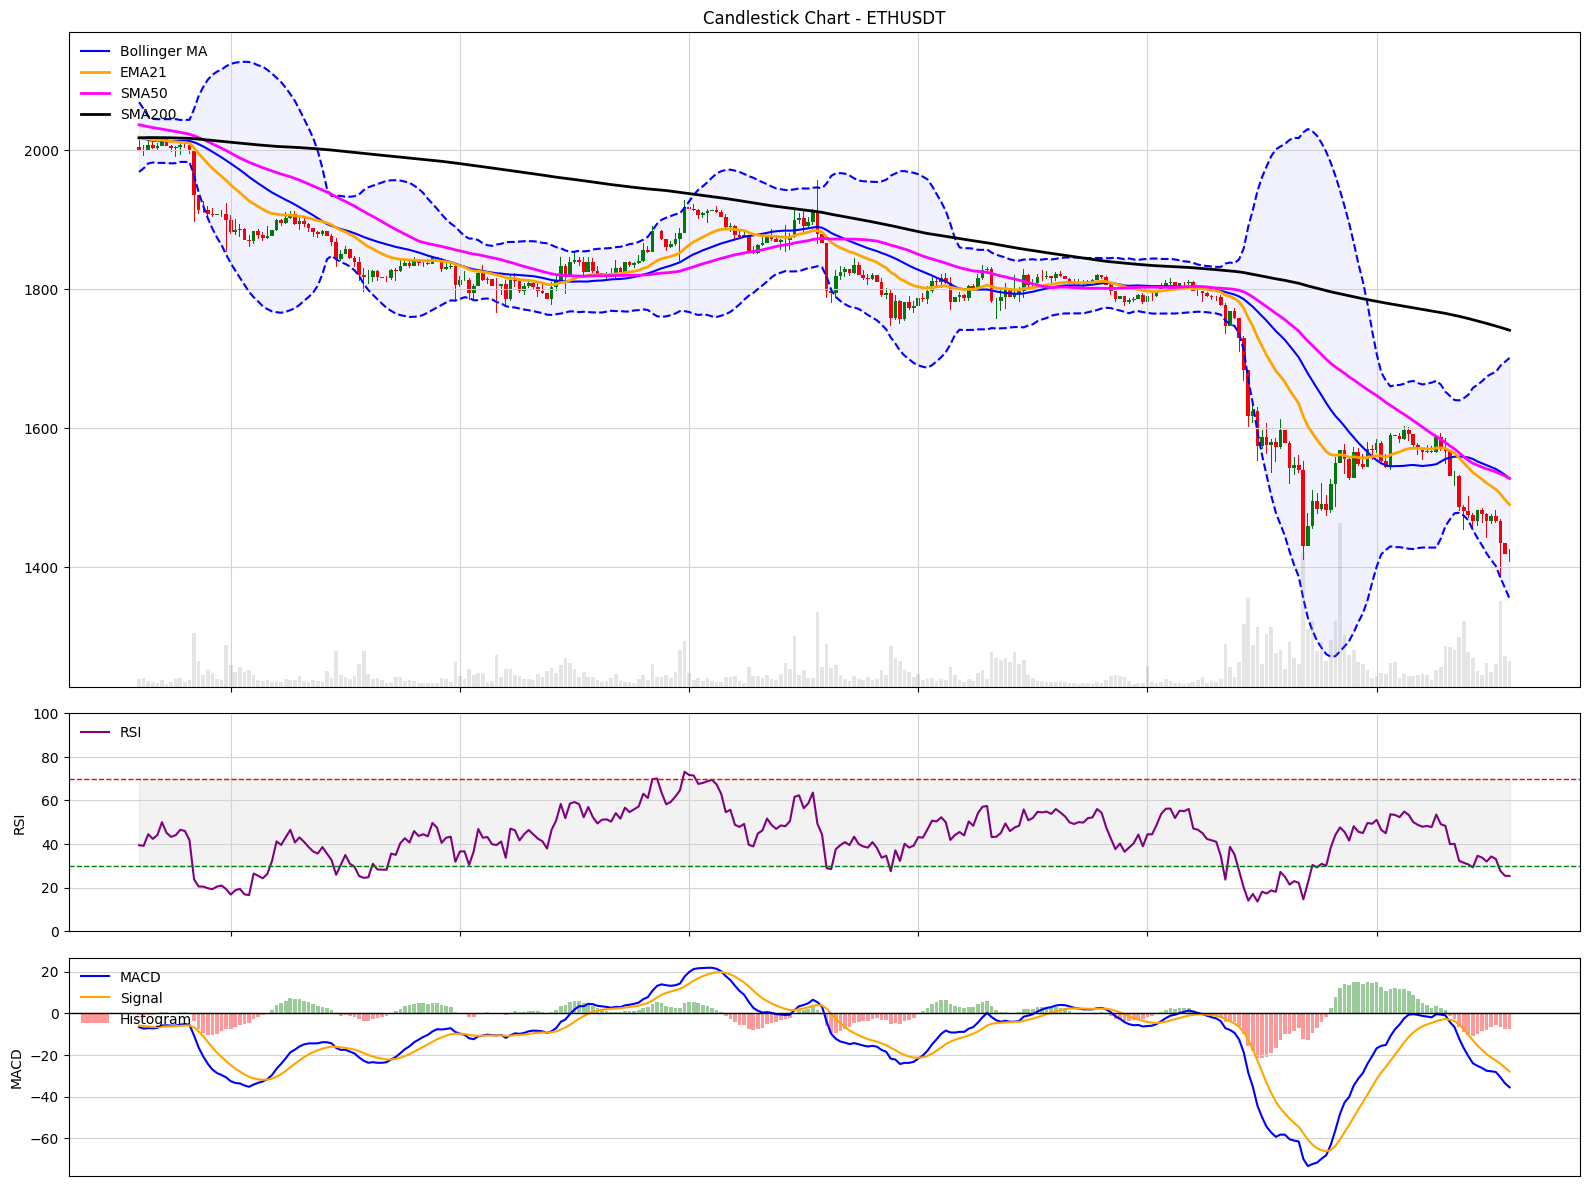 Candlestick Chart - ETHUSDT
Bollinger MA
EMA21
SMA50
SMA200
2000
1800
1600
1400
RSI
100
80
60
40
20
0
RSI
MACD
Signal
Histogram
20
0
−20
−40
−60
MACD